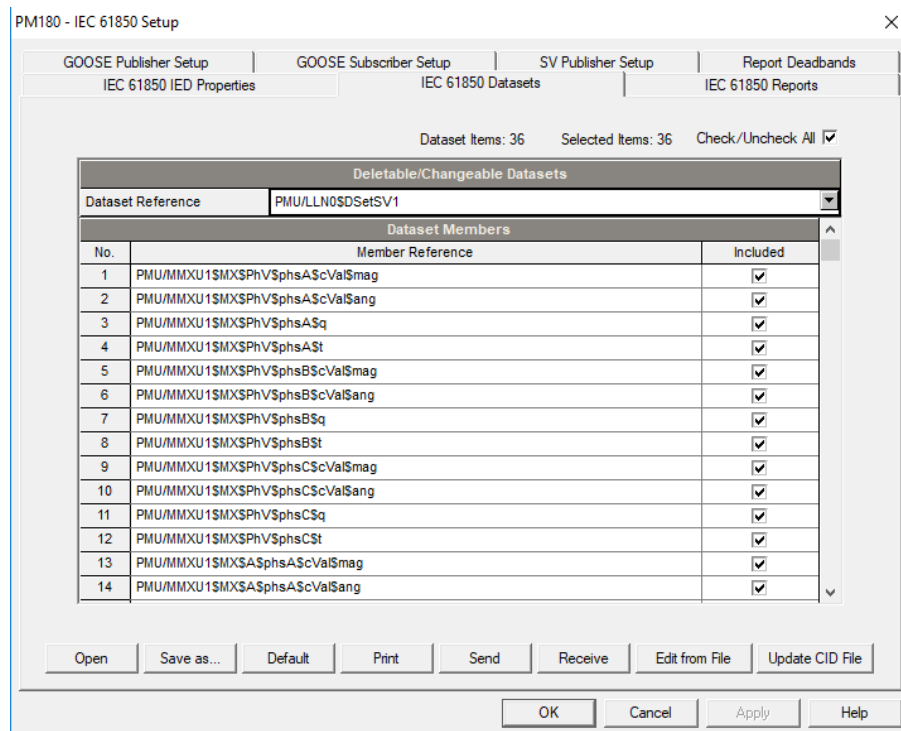 PM180 - IEC 61850 Setup
GOOSE Publisher Setup GOOSE Subscriber Setup SV Publisher Setup Report Deadbands
IEC 61850 IED Properties IEC 61850 Datasets IEC 61850 Reports
Dataset Items: 36 Selected Items: 36 Check/Uncheck All
Deletable/Changeable Datasets
Dataset Reference PMU/LLN0$DSetSV1
Dataset Members
No. Member Reference Included
1 PMU/MMXU1$MX$PhV$phsA$cVal$mag
2 PMU/MMXU1$MX$PhV$phsA$cVal$ang
3 PMU/MMXU1$MX$PhV$phsA$q
4 PMU/MMXU1$MX$PhV$phsA$t
5 PMU/MMXU1$MX$PhV$phsB$cVal$mag
6 PMU/MMXU1$MX$PhV$phsB$cVal$ang
7 PMU/MMXU1$MX$PhV$phsB$q
8 PMU/MMXU1$MX$PhV$phsB$t
9 PMU/MMXU1$MX$PhV$phsC$cVal$mag
10 PMU/MMXU1$MX$PhV$phsC$cVal$ang
11 PMU/MMXU1$MX$PhV$phsC$q
12 PMU/MMXU1$MX$PhV$phsC$t
13 PMU/MMXU1$MX$A$phsA$cVal$mag
14 PMU/MMXU1$MX$A$phsA$cVal$ang
Open Save as... Default Print Send Receive Edit from File Update CID File
OK Cancel Apply Help